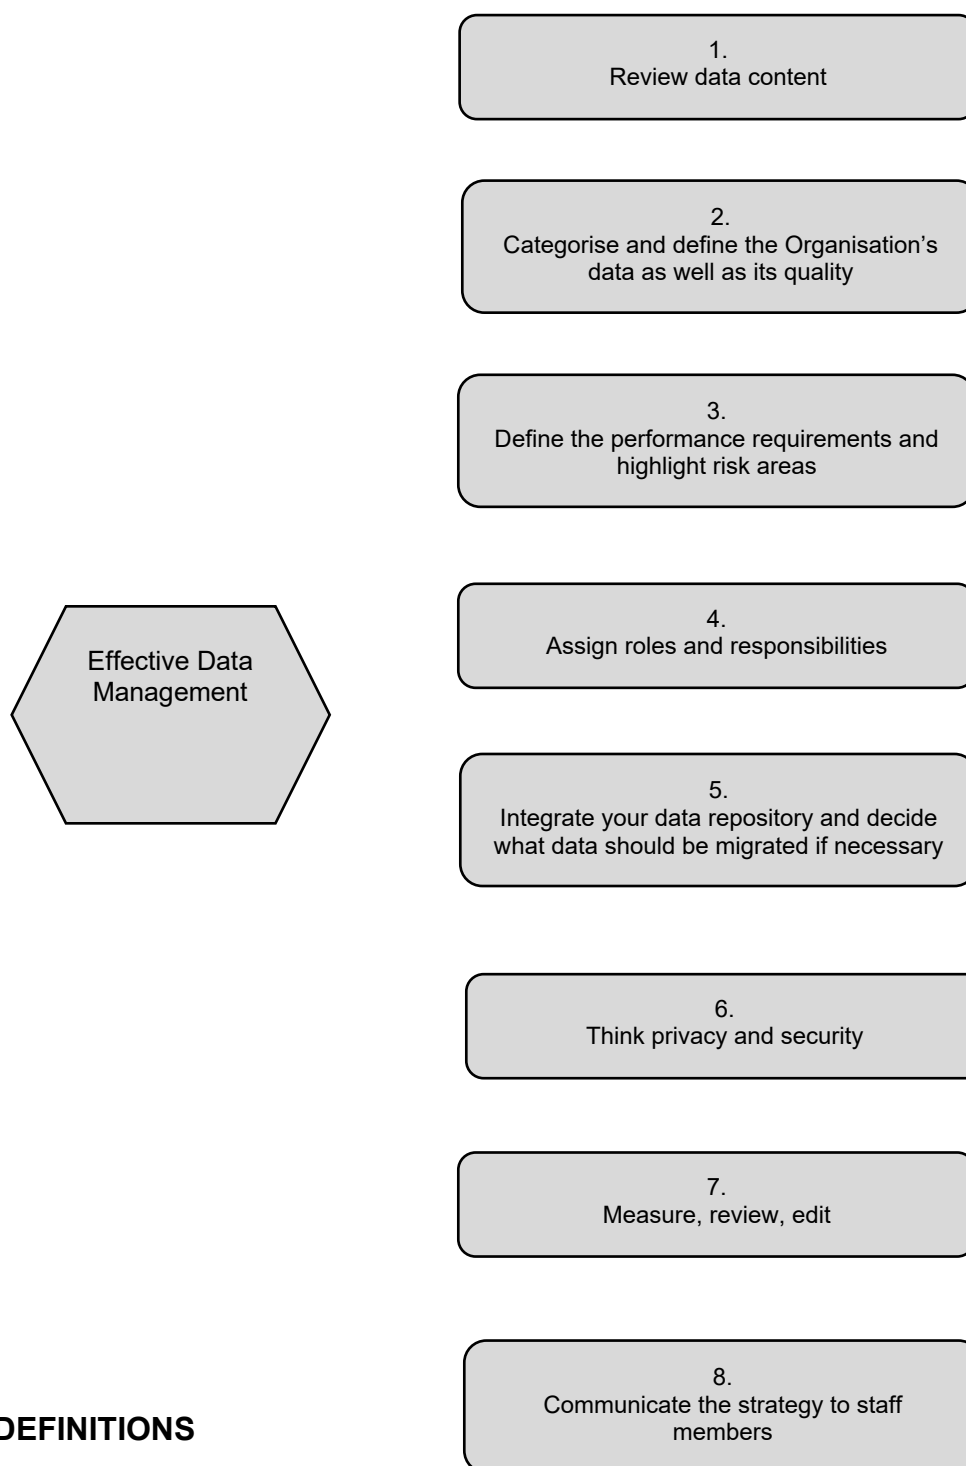 1.
Review data content
2.
Categorise and define the Organisation’s
data as well as its quality
3.
Define the performance requirements and
highlight risk areas
4.
Assign roles and responsibilities
Effective Data
Management
5.
Integrate your data repository and decide
what data should be migrated if necessary
6.
Think privacy and security
7.
Measure, review, edit
8.
Communicate the strategy to staff
members
DEFINITIONS